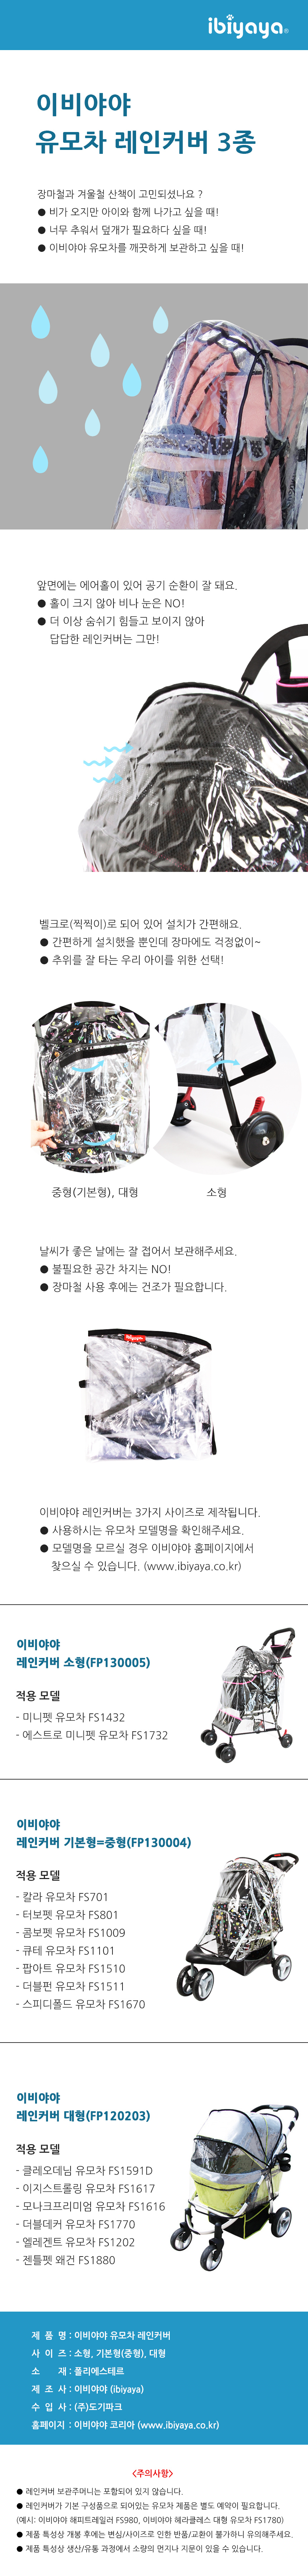 ibiyaya®
이비야야
유모차 레인커버 3종
장마철과 겨울철 산책이 고민되셨나요 ?
● 비가 오지만 아이와 함께 나가고 싶을 때!
● 너무 추워서 덮개가 필요하다 싶을 때!
● 이비야야 유모차를 깨끗하게 보관하고 싶을 때!
앞면에는 에어홀이 있어 공기 순환이 잘 돼요.
● 홀이 크지 않아 비나 눈은 NO!
● 더 이상 숨쉬기 힘들고 보이지 않아
답답한 레인커버는 그만!
벨크로(찍찍이)로 되어 있어 설치가 간편해요.
● 간편하게 설치했을 뿐인데 장마에도 걱정없이~
● 추위를 잘 타는 우리 아이를 위한 선택!
중형(기본형), 대형
소형
날씨가 좋은 날에는 잘 접어서 보관해주세요.
● 불필요한 공간 차지는 NO!
● 장마철 사용 후에는 건조가 필요합니다.
ibiyaya
이비야야 레인커버는 3가지 사이즈로 제작됩니다.
● 사용하시는 유모차 모델명을 확인해주세요.
● 모델명을 모르실 경우 이비야야 홈페이지에서
찾으실 수 있습니다. (www.ibiyaya.co.kr)
이비야야
레인커버 소형(FP130005)
적용 모델
- 미니펫 유모차 FS1432
- 에스트로 미니펫 유모차 FS1732
이비야야
레인커버 기본형=중형(FP130004)
적용 모델
- 칼라 유모차 FS701
- 터보펫 유모차 FS801
- 콤보펫 유모차 FS1009
- 큐테 유모차 FS1101
- 팝아트 유모차 FS1510
- 더블펀 유모차 FS1511
- 스피디폴드 유모차 FS1670
이비야야
레인커버 대형(FP120203)
적용 모델
- 클레오데님 유모차 FS1591D
- 이지스트롤링 유모차 FS1617
- 모나크프리미엄 유모차 FS1616
- 더블데커 유모차 FS1770
- 엘레겐트 유모차 FS1202
- 젠틀펫 왜건 FS1880
제 품 명 : 이비야야 유모차 레인커버
사 이 즈 : 소형, 기본형(중형), 대형
소 재 : 폴리에스테르
제 조 사 : 이비야야 (ibiyaya)
수 입 사 : (주)도기파크
홈페이지 : 이비야야 코리아 (www.ibiyaya.co.kr)
<주의사항>
● 레인커버 보관주머니는 포함되어 있지 않습니다.
● 레인커버가 기본 구성품으로 되어있는 유모차 제품은 별도 예약이 필요합니다.
(예시: 이비야야 해피트레일러 FS980, 이비야야 헤라클레스 대형 유모차 FS1780)
● 제품 특성상 개봉 후에는 변심/사이즈로 인한 반품/교환이 불가하니 유의해주세요.
● 제품 특성상 생산/유통 과정에서 소량의 먼지나 지문이 있을 수 있습니다.